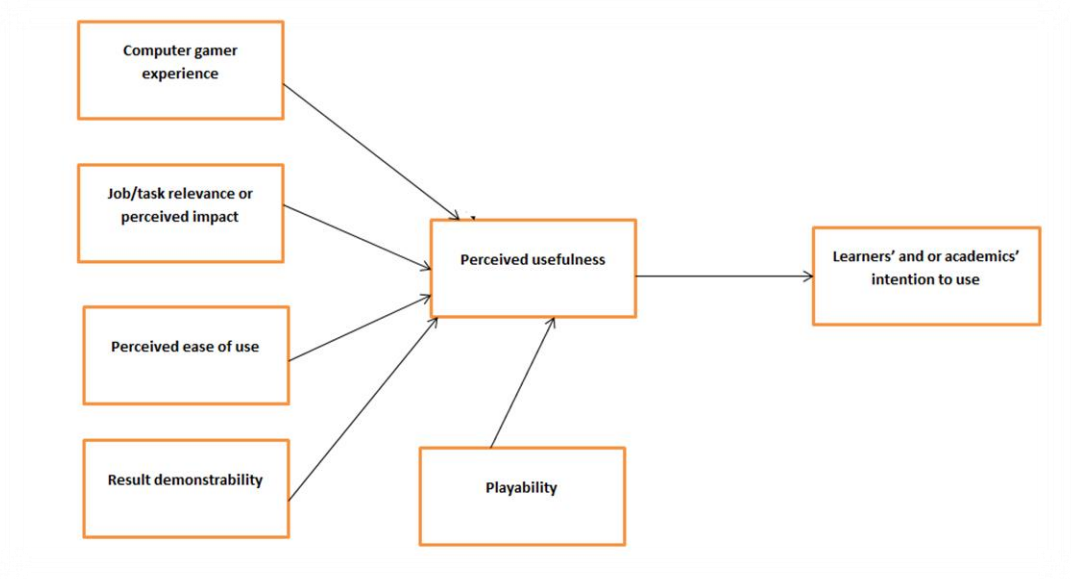 Computer gamer
experience
Job/task relevance or
perceived impact
Perceived usefulness
Learners’ and or academics’
intention to use
Perceived ease of use
Result demonstrability
Playability